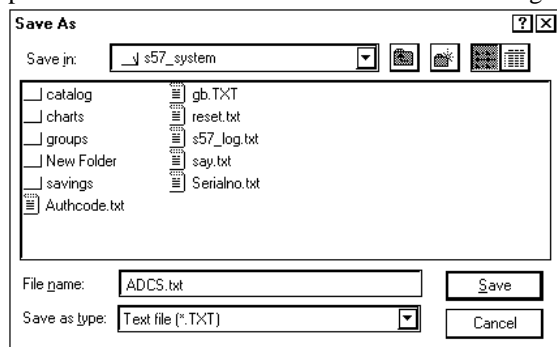 Save As
Save in: s57_system
catalog
charts
groups
New Folder
savings
Authcode.txt
gb.TXT
reset.txt
s57_log.txt
say.txt
Serialno.txt
File name: ADCS.txt Save
Save as type: Text file (*.TXT) Cancel